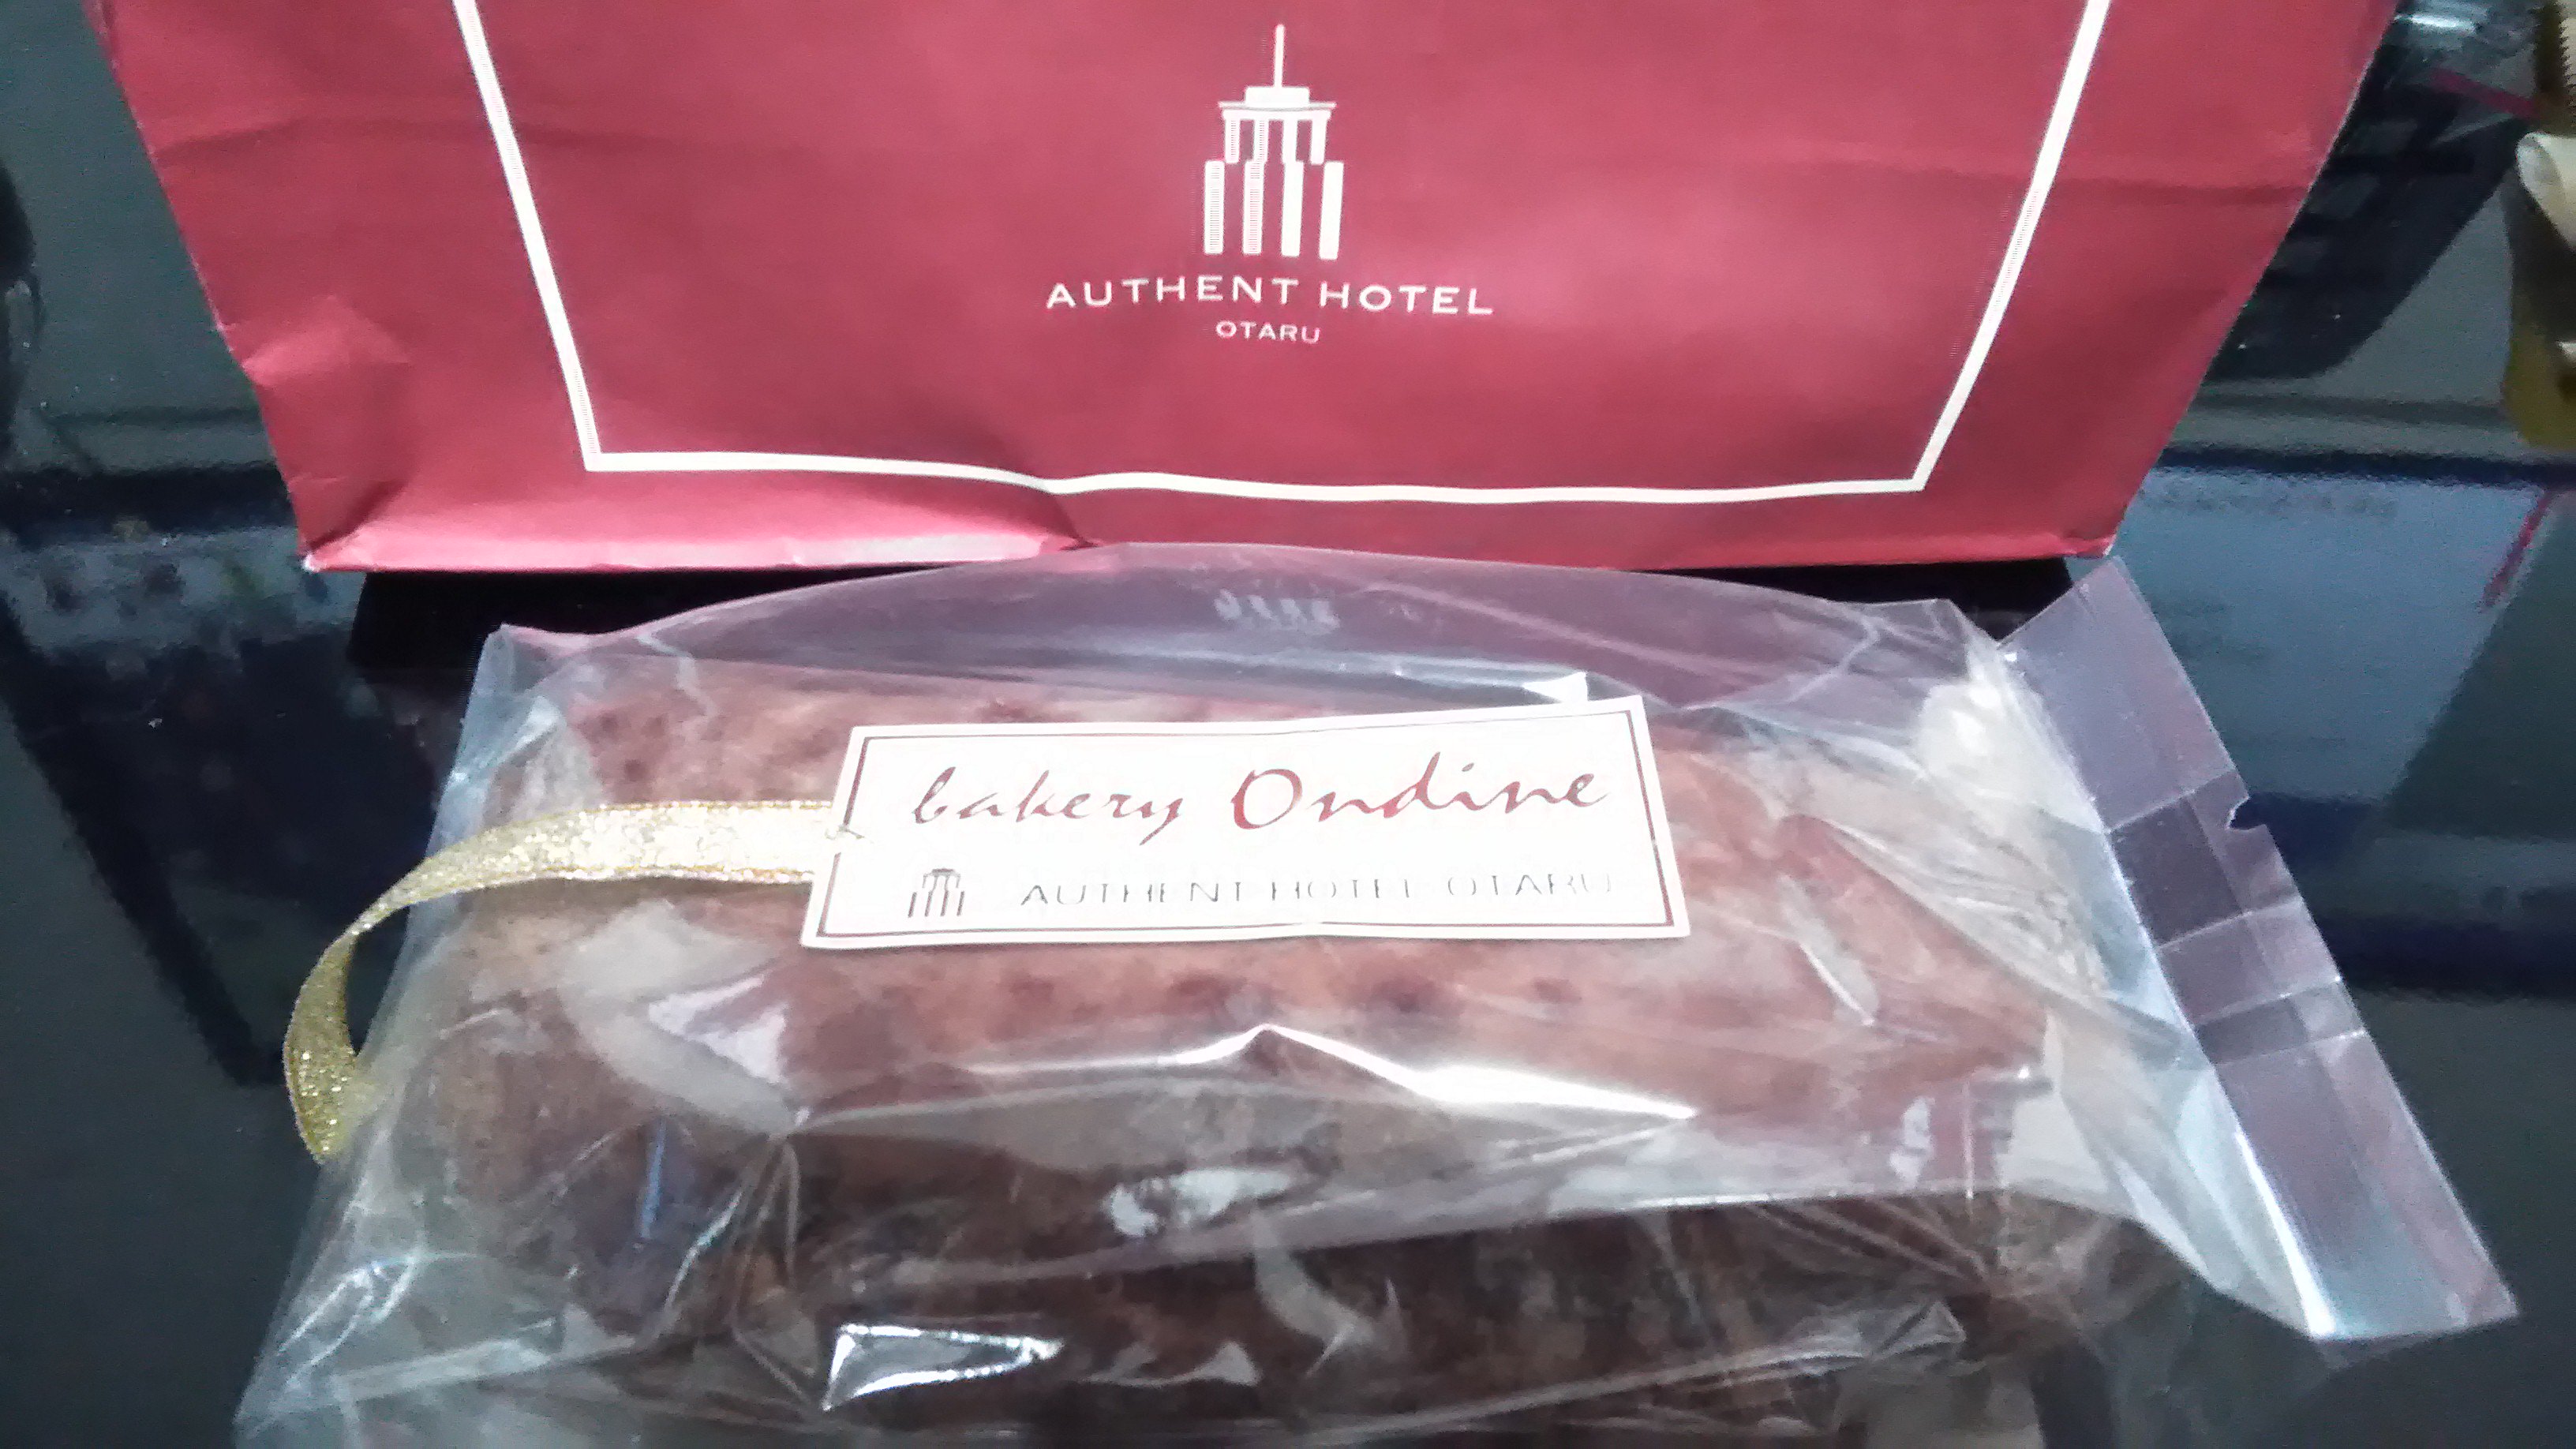 AUTHENT HOTEL
OTARU
bakery Ondine
AUTHENT HOTEL OTARU